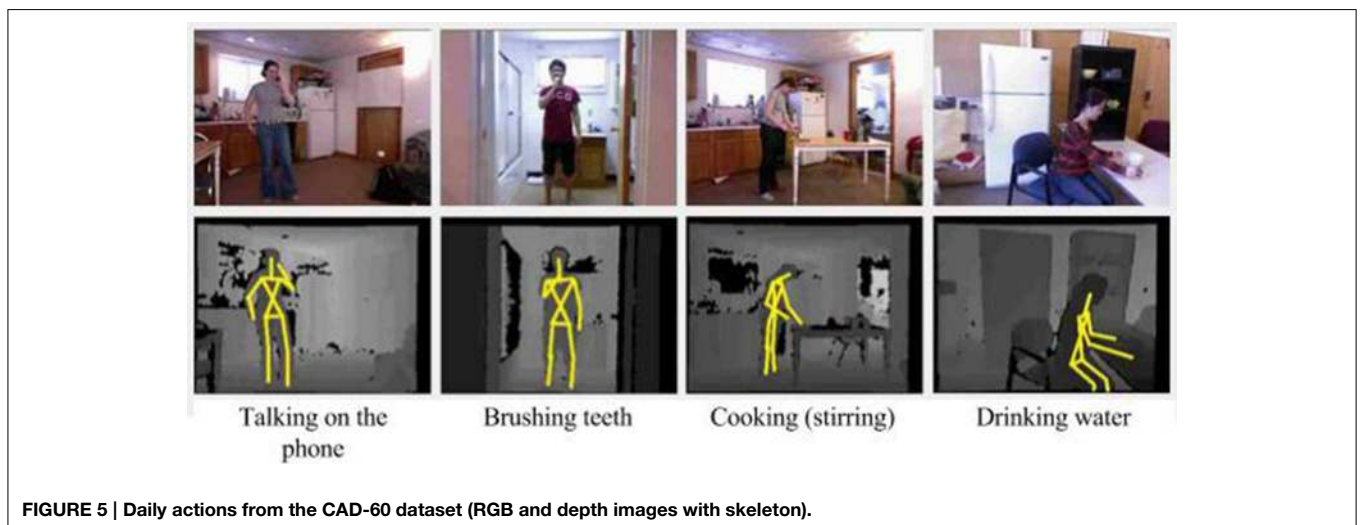 Talking on the
phone
Brushing teeth
Cooking (stirring)
Drinking water
FIGURE 5 | Daily actions from the CAD-60 dataset (RGB and depth images with skeleton).